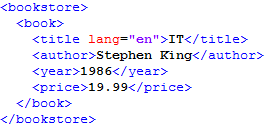 <bookstore>
  <book>
    <title lang="en">IT</title>
    <author>Stephen King</author>
    <year>1986</year>
    <price>19.99</price>
  </book>
</bookstore>